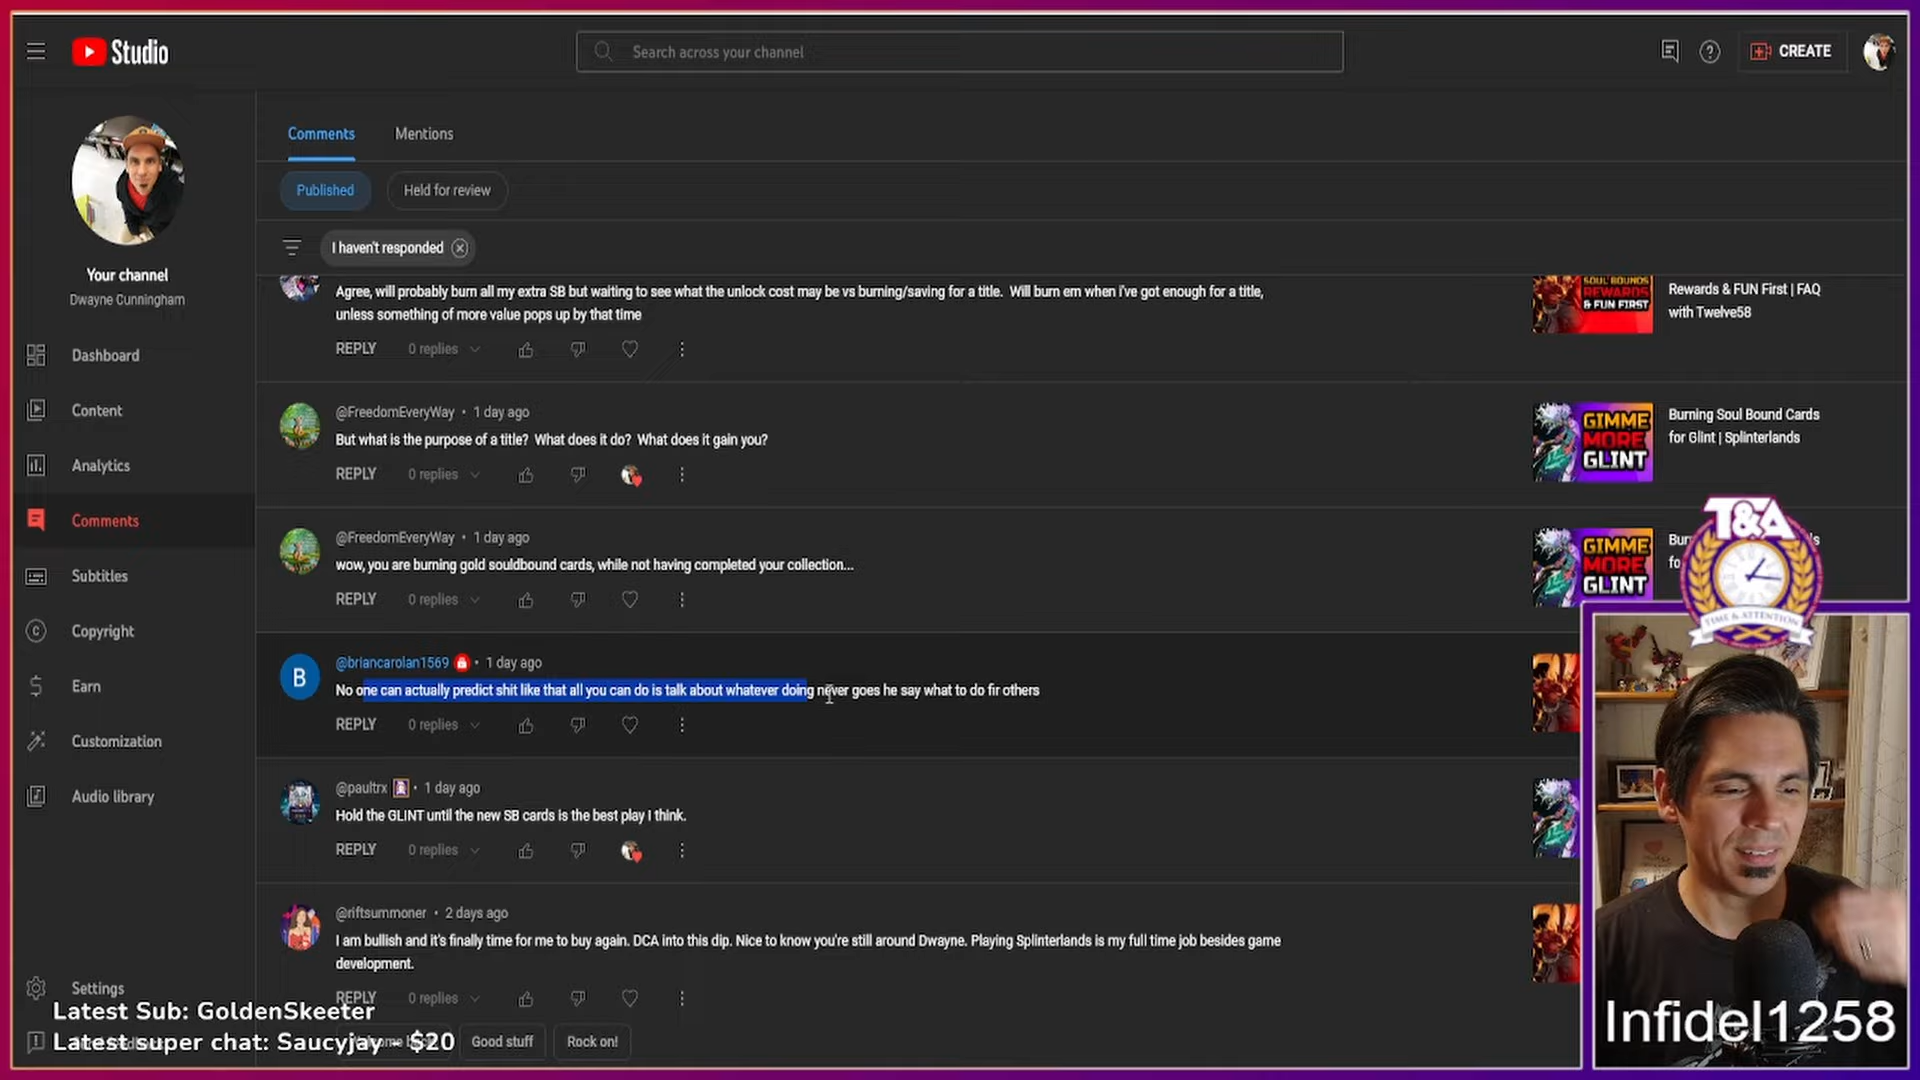 Studio
Search across your channel
CREATE
Your channel
Dwayne Cunningham
Dashboard
Content
Analytics
Comments
Subtitles
Copyright
Earn
Customization
Audio library
Settings
Comments
Mentions
Published
Held for review
I haven't responded
Agree, will probably burn all my extra SB but waiting to see what the unlock cost may be vs burning/saving for a title. Will burn em when i've got enough for a title,
unless something of more value pops up by that time
REPLY 0 replies
SOUL BOUNDS
REWARDS
& FUN FIRST
Rewards & FUN First | FAQ
with Twelve58
@FreedomEveryWay • 1 day ago
But what is the purpose of a title? What does it do? What does it gain you?
REPLY 0 replies
GIMME
MORE
GLINT
Burning Soul Bound Cards
for Glint | Splinterlands
@FreedomEveryWay • 1 day ago
wow, you are burning gold souldbound cards, while not having completed your collection...
REPLY 0 replies
GIMME
MORE
GLINT
T&A
TIME & ATTENTION
B
@briancarolan1569 • 1 day ago
No one can actually predict shit like that all you can do is talk about whatever doing never goes he say what to do fir others
REPLY 0 replies
@paultrx • 1 day ago
Hold the GLINT until the new SB cards is the best play I think.
REPLY 0 replies
@riftsummoner • 2 days ago
I am bullish and it's finally time for me to buy again. DCA into this dip. Nice to know you're still around Dwayne. Playing Splinterlands is my full time job besides game
development.
REPLY 0 replies
Good stuff
Rock on!
Latest Sub: GoldenSkeeter
Latest super chat: Saucyjay - $20
Infidel1258